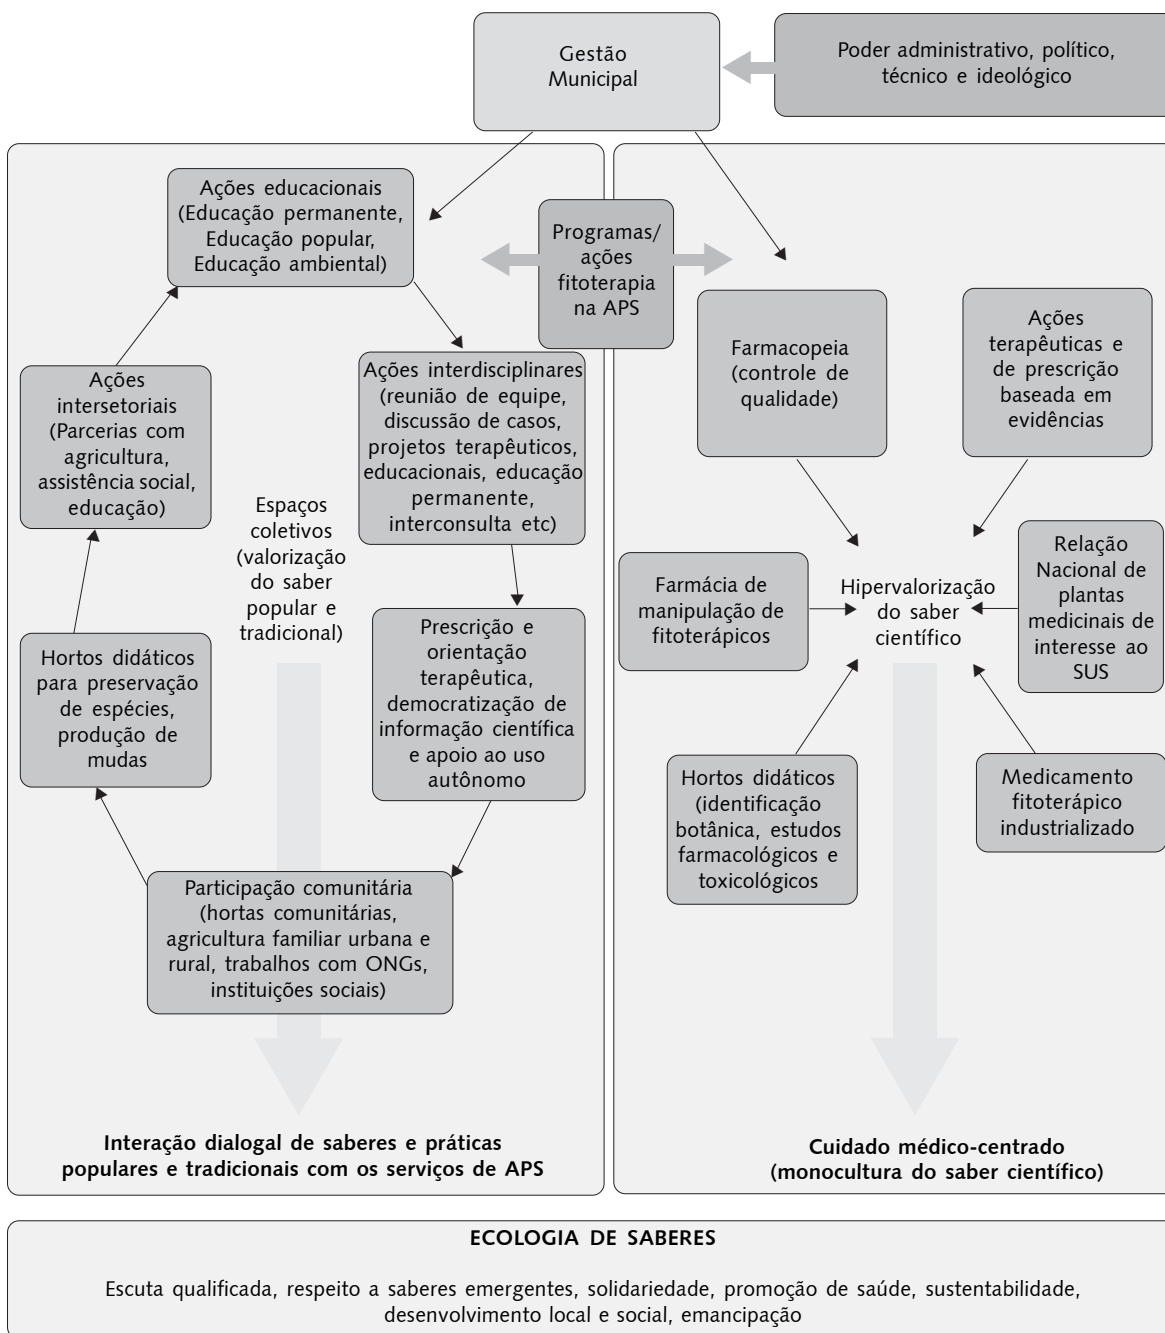 Gestão
Municipal
Poder administrativo, político,
técnico e ideológico
Ações educacionais
(Educação permanente,
Educação popular,
Educação ambiental)
Programas/
ações
fitoterapia
na APS
Ações
intersetoriais
(Parcerias com
agricultura,
assistência social,
educação)
Ações interdisciplinares
(reunião de equipe,
discussão de casos,
projetos terapêuticos,
educacionais, educação
permanente,
interconsulta etc)
Espaços
coletivos
(valorização
do saber
popular e
tradicional)
Hortos didáticos
para preservação
de espécies,
produção de
mudas
Prescrição e
orientação
terapêutica,
democratização de
informação científica
e apoio ao uso
autônomo
Participação comunitária
(hortas comunitárias,
agricultura familiar urbana e
rural, trabalhos com ONGs,
instituições sociais)
Interação dialogal de saberes e práticas
populares e tradicionais com os serviços de APS
Farmacopeia
(controle de
qualidade)
Ações
terapêuticas e
de prescrição
baseada em
evidências
Farmácia de
manipulação de
fitoterápicos
Hipervalorização
do saber
científico
Relação
Nacional de
plantas
medicinais de
interesse ao
SUS
Hortos didáticos
(identificação
botânica, estudos
farmacológicos e
toxicológicos
Medicamento
fitoterápico
industrializado
Cuidado médico-centrado
(monocultura do saber científico)
ECOLOGIA DE SABERES
Escuta qualificada, respeito a saberes emergentes, solidariedade, promoção de saúde, sustentabilidade,
desenvolvimento local e social, emancipação